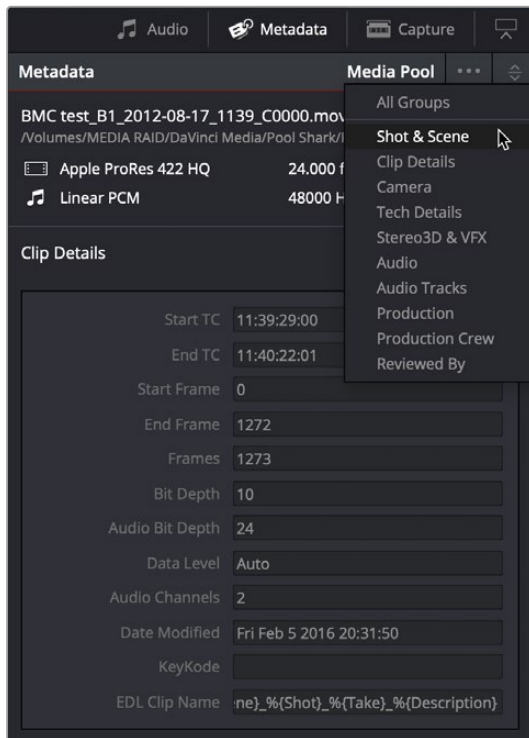 Audio
Metadata
Capture
Metadata
Media Pool
BMC test_B1_2012-08-17_1139_C0000.mov
/Volumes/MEDIA RAID/DaVinci Media/Pool Shark/
Apple ProRes 422 HQ
24.000 f
Linear PCM
48000 H
Clip Details
All Groups
Shot & Scene
Clip Details
Camera
Tech Details
Stereo3D & VFX
Audio
Audio Tracks
Production
Production Crew
Reviewed By
Start TC 11:39:29:00
End TC 11:40:22:01
Start Frame 0
End Frame 1272
Frames 1273
Bit Depth 10
Audio Bit Depth 24
Data Level Auto
Audio Channels 2
Date Modified Fri Feb 5 2016 20:31:50
KeyKode
EDL Clip Name ne}_%{Shot}_%{Take}_%{Description}